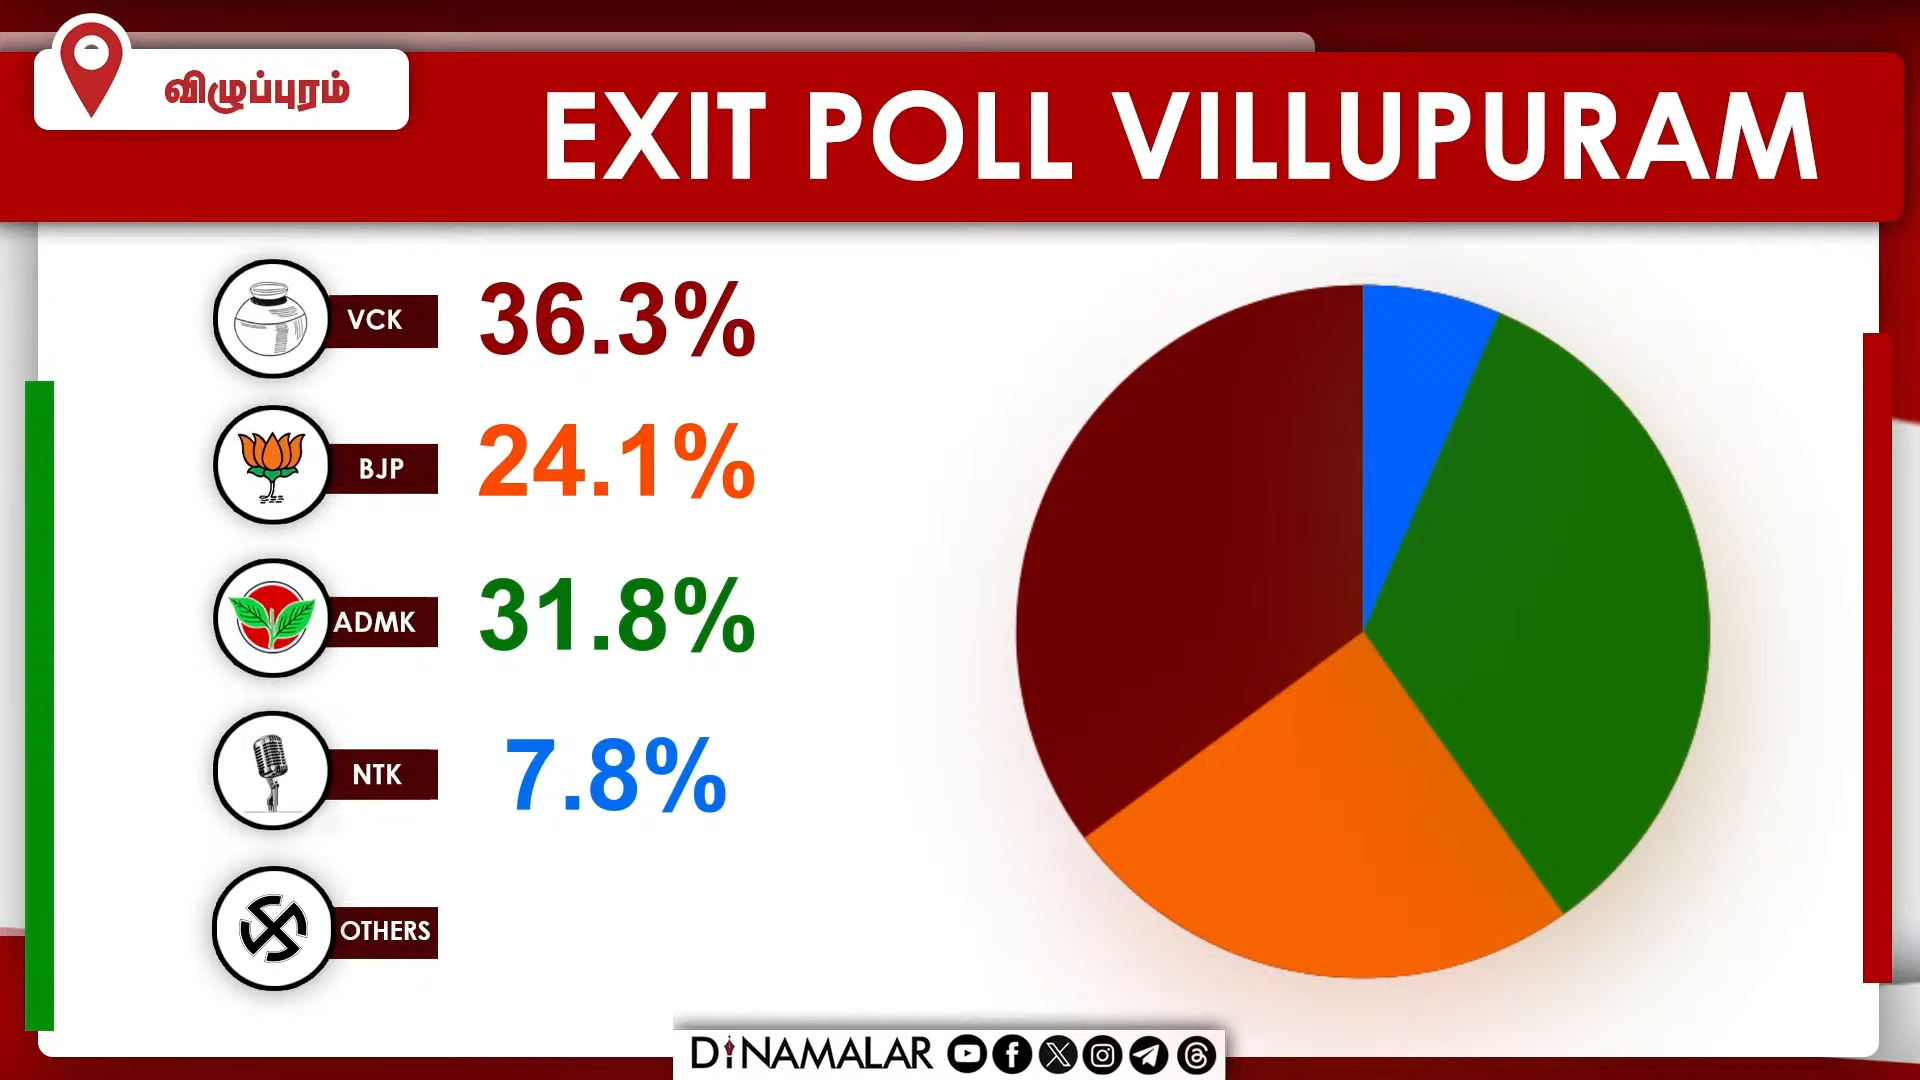 விழுப்புரம்
EXIT POLL VILLUPURAM
VCK 36.3%
BJP 24.1%
ADMK 31.8%
NTK 7.8%
OTHERS
DINAMALAR